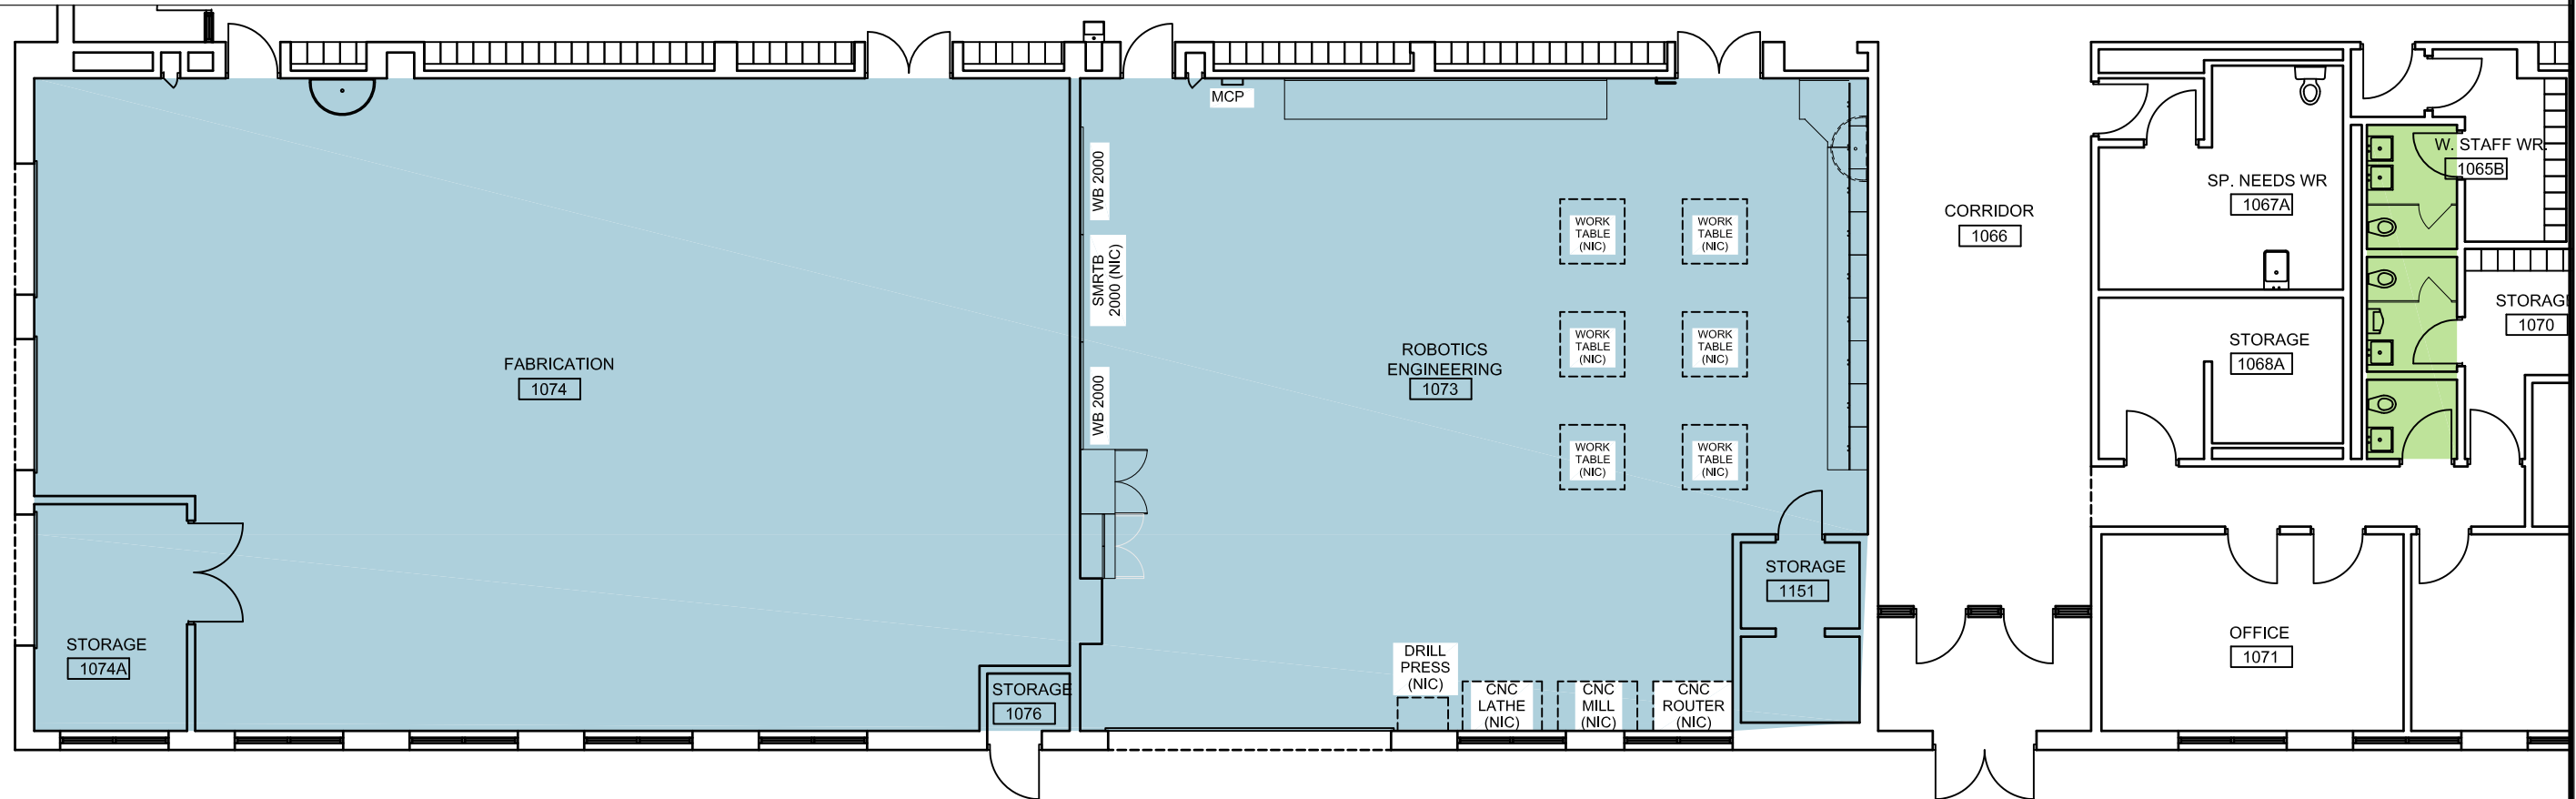 MCP
WB 2000
SMRTB
2000 (NIC)
WB 2000
FABRICATION
1074
ROBOTICS
ENGINEERING
1073
WORK
TABLE
(NIC)
WORK
TABLE
(NIC)
WORK
TABLE
(NIC)
WORK
TABLE
(NIC)
WORK
TABLE
(NIC)
WORK
TABLE
(NIC)
STORAGE
1074A
STORAGE
1076
DRILL
PRESS
(NIC)
CNC
LATHE
(NIC)
CNC
MILL
(NIC)
CNC
ROUTER
(NIC)
STORAGE
1151
CORRIDOR
1066
SP. NEEDS WR
1067A
W. STAFF WR.
1065B
STORAGE
1068A
STORAG
1070
OFFICE
1071